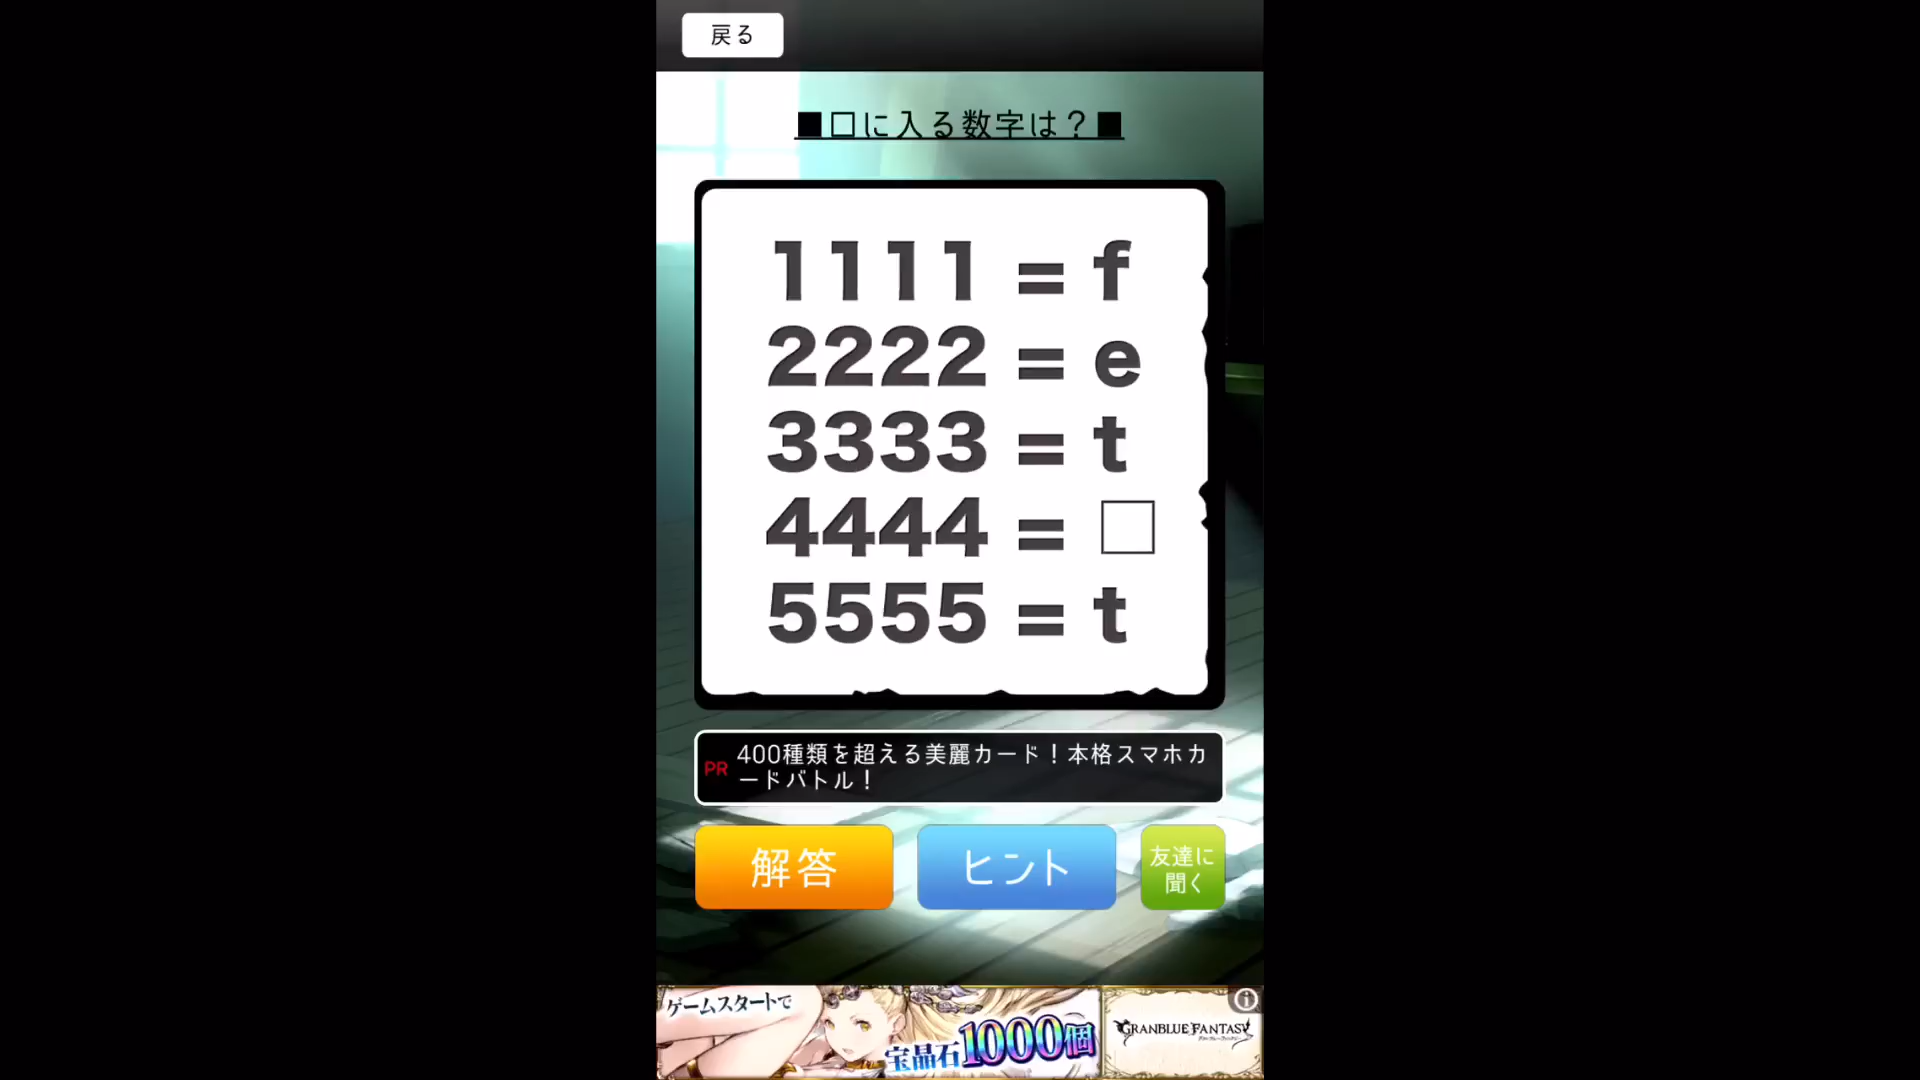 戻る
■口に入る数字は？■
1111 = f
2222 = e
3333 = t
4444 = □
5555 = t
PR 400種類を超える美麗カード！本格スマホカ
ードバトル！
解答
ヒント
友達に
聞く
ゲームスタートで
宝晶石1000個
GRANBLUE FANTASY